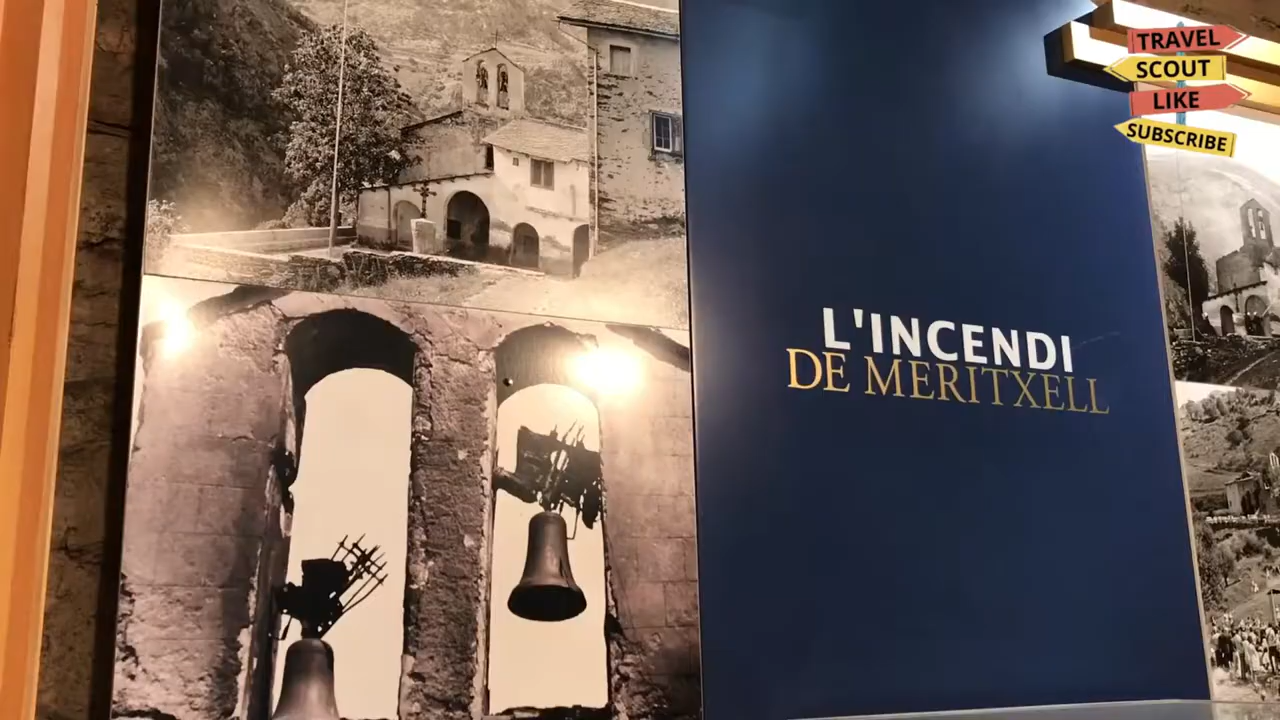 L'INCENDI
DE MERITXELL
TRAVEL
SCOUT
LIKE
SUBSCRIBE